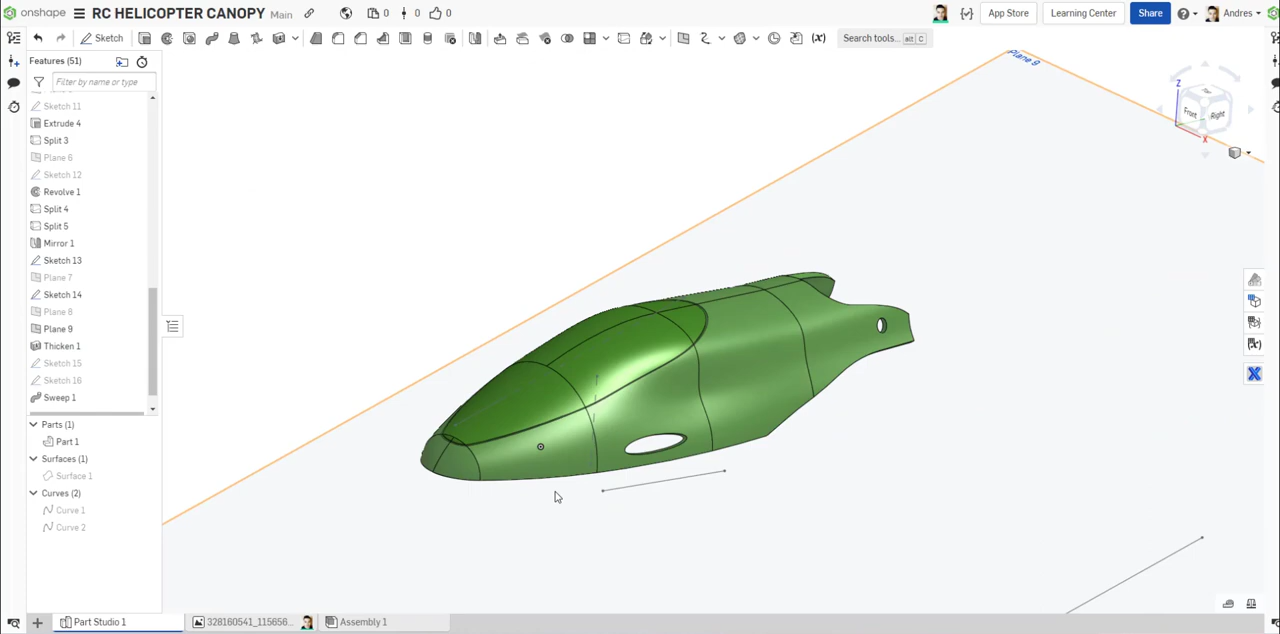 onshape RC HELICOPTER CANOPY Main 0 0 0 App Store Learning Center Share Andres
Sketch Search tools... alt C
Features (51)
Filter by name or type
Sketch 11
Extrude 4
Split 3
Plane 6
Sketch 12
Revolve 1
Split 4
Split 5
Mirror 1
Sketch 13
Plane 7
Sketch 14
Plane 8
Plane 9
Thicken 1
Sketch 15
Sketch 16
Sweep 1
Parts (1)
Part 1
Surfaces (1)
Surface 1
Curves (2)
Curve 1
Curve 2
Plane 9
Z
Top
Front
Right
X
Part Studio 1 328160541_115656... Assembly 1